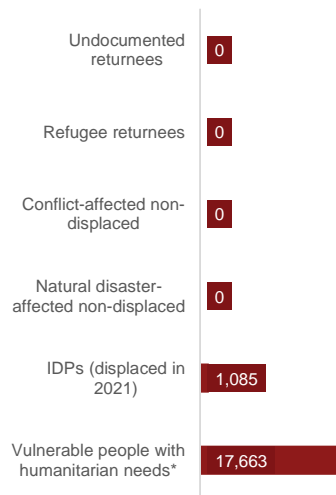 Undocumented
returnees
0
Refugee returnees
0
Conflict-affected non-
displaced
0
Natural disaster-
affected non-displaced
0
IDPs (displaced in
2021)
1,085
Vulnerable people with
humanitarian needs*
17,663